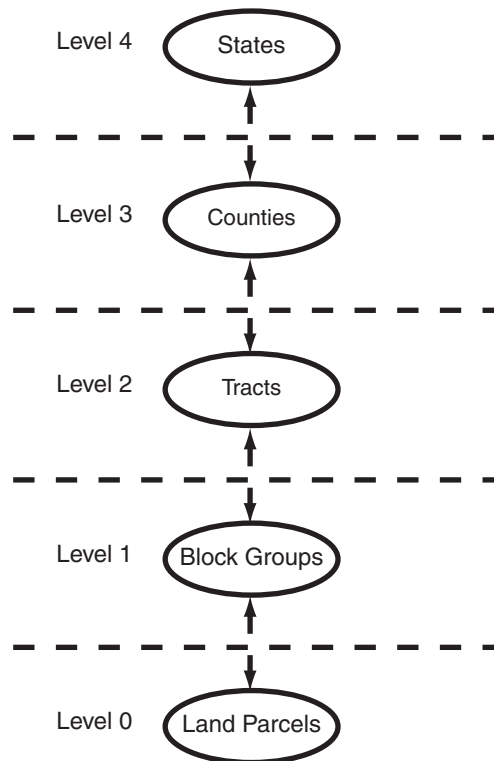 Level 4 States
Level 3 Counties
Level 2 Tracts
Level 1 Block Groups
Level 0 Land Parcels